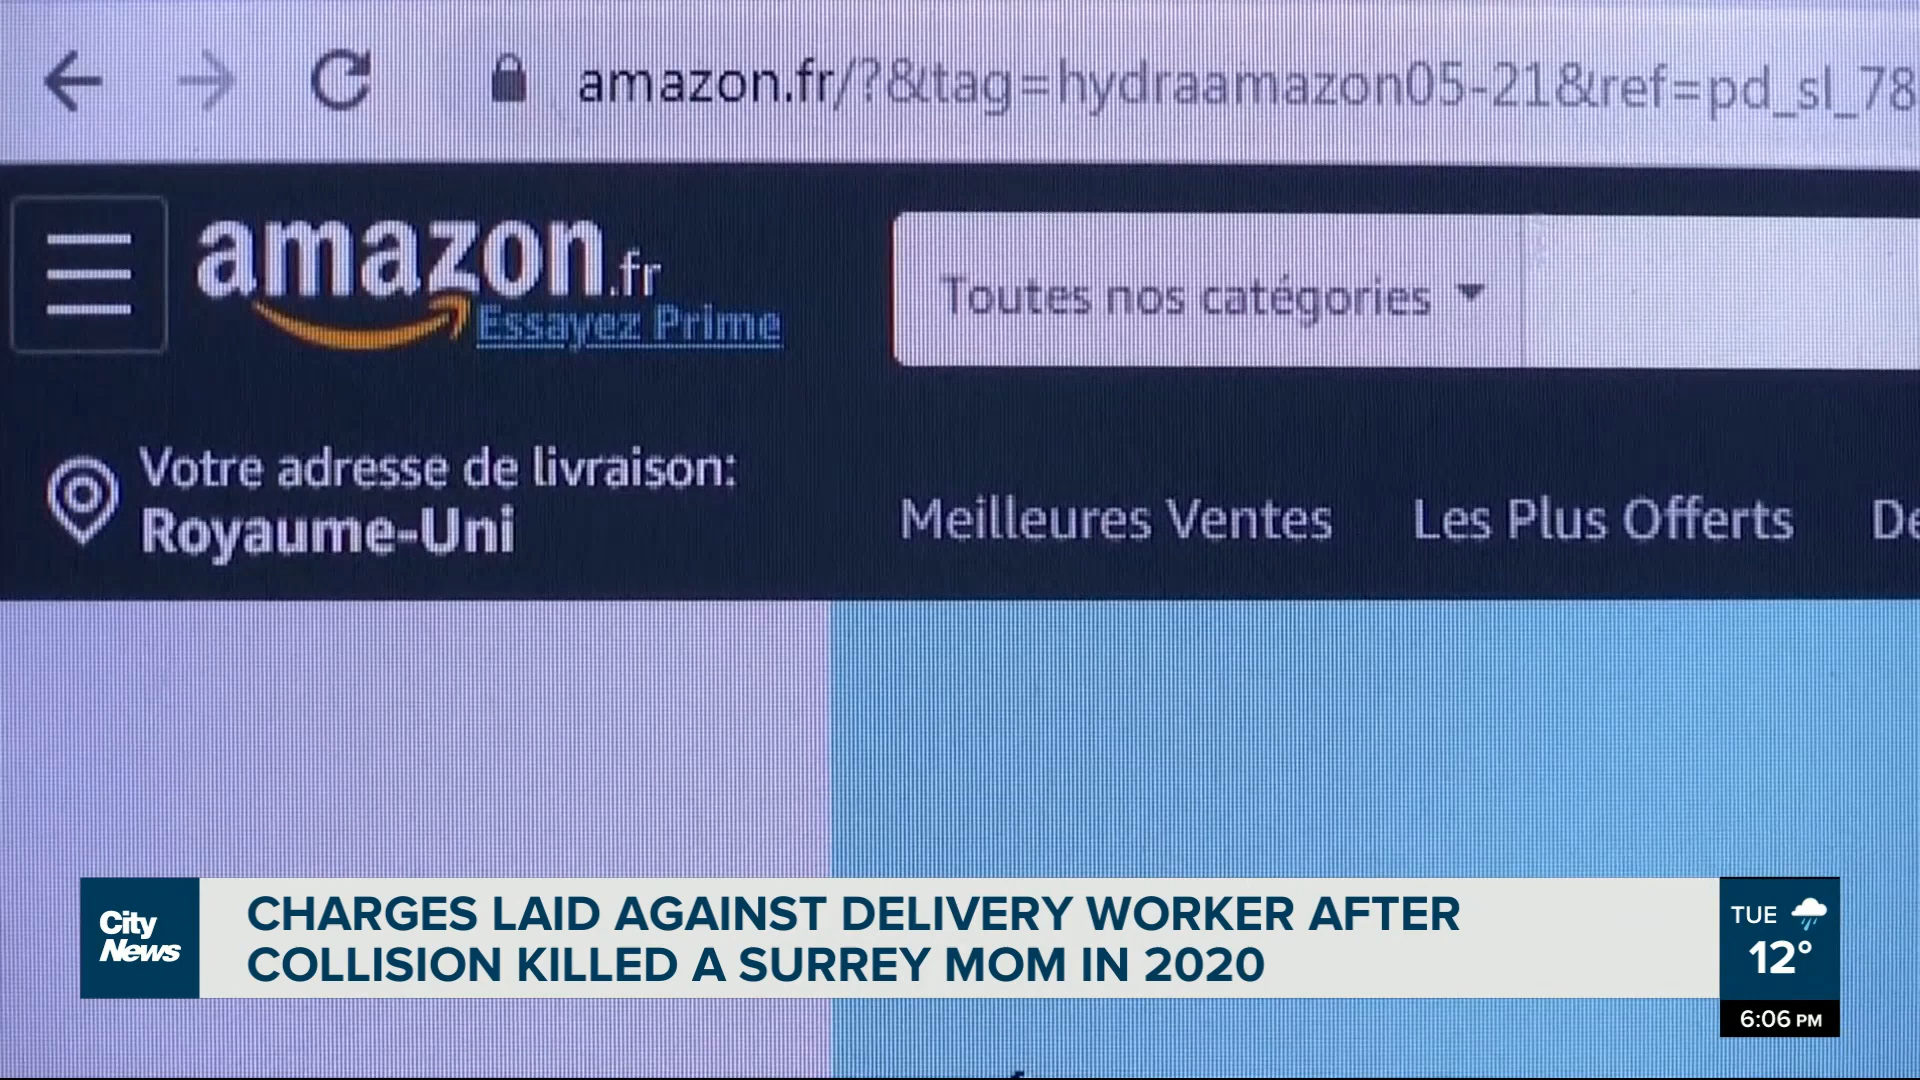 amazon.fr/?&tag=hydraamazon05-21&ref=pd_sl_78
amazon.fr
Essayez Prime
Toutes nos catégories
Votre adresse de livraison:
Royaume-Uni
Meilleures Ventes
Les Plus Offerts
De
City
News
CHARGES LAID AGAINST DELIVERY WORKER AFTER
COLLISION KILLED A SURREY MOM IN 2020
TUE
12°
6:06 PM